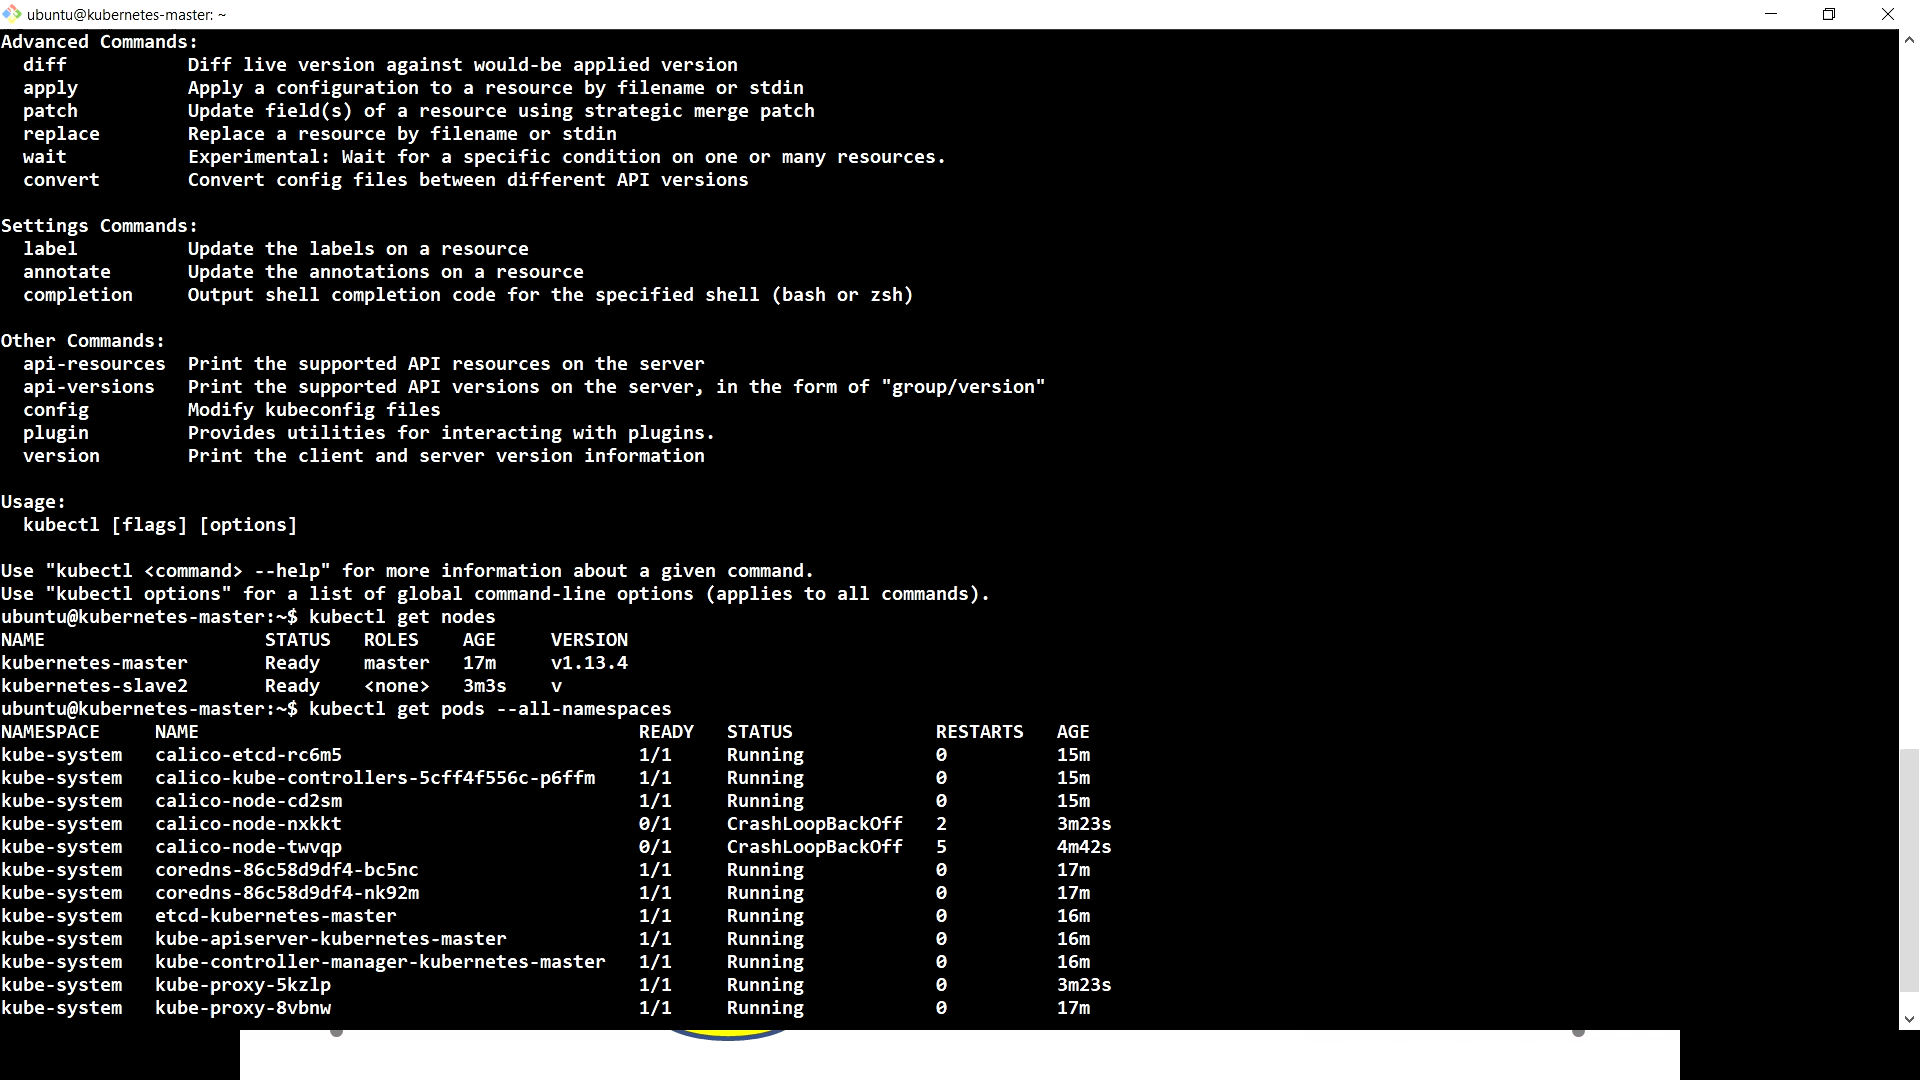 ubuntu@kubernetes-master: ~
Advanced Commands:
  diff           Diff live version against would-be applied version
  apply          Apply a configuration to a resource by filename or stdin
  patch          Update field(s) of a resource using strategic merge patch
  replace        Replace a resource by filename or stdin
  wait           Experimental: Wait for a specific condition on one or many resources.
  convert        Convert config files between different API versions

Settings Commands:
  label          Update the labels on a resource
  annotate       Update the annotations on a resource
  completion     Output shell completion code for the specified shell (bash or zsh)

Other Commands:
  api-resources  Print the supported API resources on the server
  api-versions   Print the supported API versions on the server, in the form of "group/version"
  config         Modify kubeconfig files
  plugin         Provides utilities for interacting with plugins.
  version        Print the client and server version information

Usage:
  kubectl [flags] [options]

Use "kubectl <command> --help" for more information about a given command.
Use "kubectl options" for a list of global command-line options (applies to all commands).
ubuntu@kubernetes-master:~$ kubectl get nodes
NAME                    STATUS   ROLES    AGE     VERSION
kubernetes-master       Ready    master   17m     v1.13.4
kubernetes-slave2       Ready    <none>   3m3s    v
ubuntu@kubernetes-master:~$ kubectl get pods --all-namespaces
NAMESPACE     NAME                                        READY   STATUS             RESTARTS   AGE
kube-system   calico-etcd-rc6m5                           1/1     Running            0          15m
kube-system   calico-kube-controllers-5cff4f556c-p6ffm    1/1     Running            0          15m
kube-system   calico-node-cd2sm                           1/1     Running            0          15m
kube-system   calico-node-nxkkt                           0/1     CrashLoopBackOff   2          3m23s
kube-system   calico-node-twvqp                           0/1     CrashLoopBackOff   5          4m42s
kube-system   coredns-86c58d9df4-bc5nc                    1/1     Running            0          17m
kube-system   coredns-86c58d9df4-nk92m                    1/1     Running            0          17m
kube-system   etcd-kubernetes-master                      1/1     Running            0          16m
kube-system   kube-apiserver-kubernetes-master            1/1     Running            0          16m
kube-system   kube-controller-manager-kubernetes-master   1/1     Running            0          16m
kube-system   kube-proxy-5kzlp                            1/1     Running            0          3m23s
kube-system   kube-proxy-8vbnw                            1/1     Running            0          17m